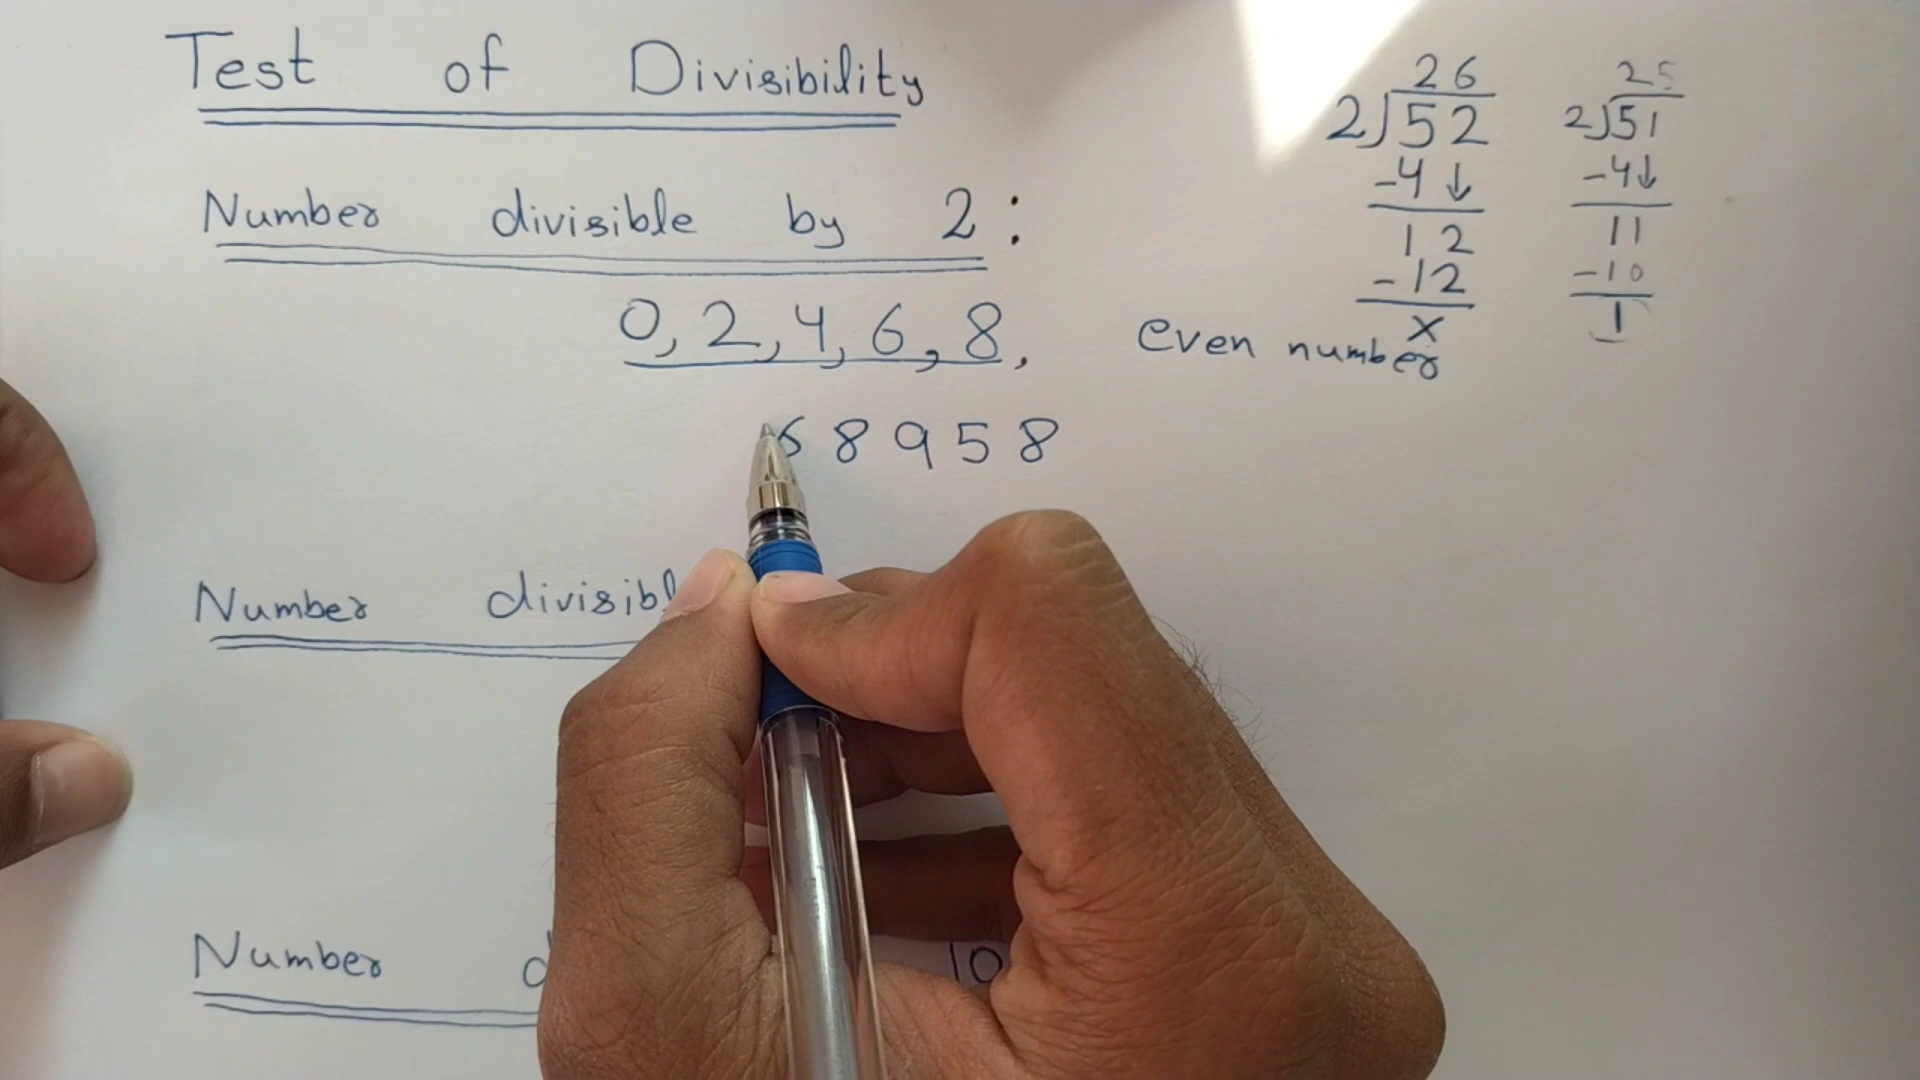 Test of Divisibility
Number divisible by 2:
0, 2, 4, 6, 8,
even number
8958
Number
Number
10
26
2)52
-4↓
12
-12
x
25
2)51
-4↓
11
-10
1